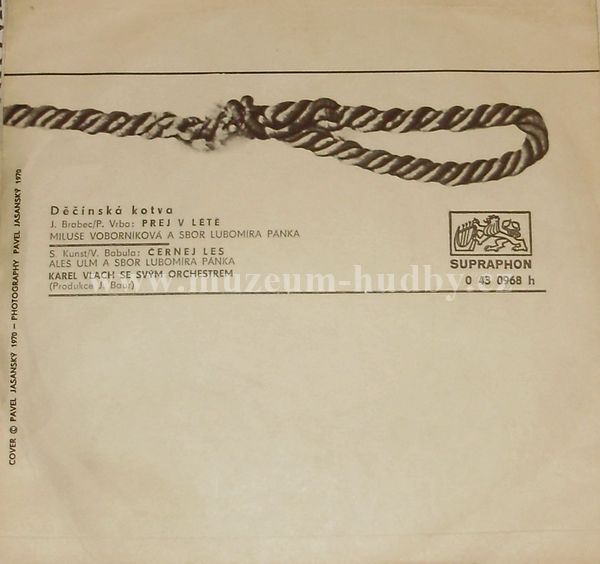 Děčínská kotva
J. Brabec/P. Vrba: PREJ V LÉTĚ
MILUSE VOBORNÍKOVÁ A SBOR LUBOMÍRA PÁNKA
S. Kunst/V. Babula: ČERNEJ LES
ALES ULM A SBOR LUBOMÍRA PÁNKA
KAREL VLACH SE SVÝM ORCHESTREM
(Produkce J. Baur)
SUPRAPHON
0 43 0968 h
COVER © PAVEL JASANSKÝ 1970 — PHOTOGRAPHY PAVEL JASANSKÝ 1970
www.muzeum-hudby.cz